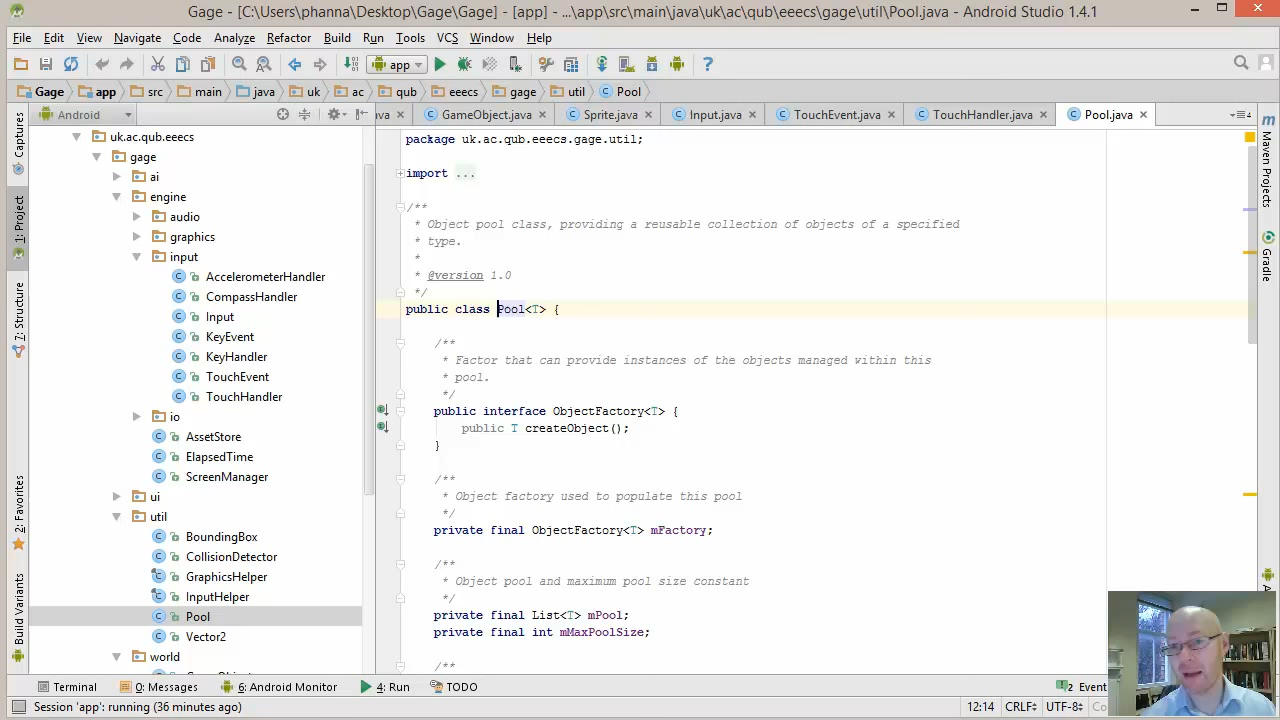 Gage - [C:\Users\phanna\Desktop\Gage\Gage] - [app] - ...\app\src\main\java\uk\ac\qub\eeecs\gage\util\Pool.java - Android Studio 1.4.1
File Edit View Navigate Code Analyze Refactor Build Run Tools VCS Window Help
app
Gage app src main java uk ac qub eeecs gage util Pool
Android
ava GameObject.java Sprite.java Input.java TouchEvent.java TouchHandler.java Pool.java
Captures
1: Project
7: Structure
2: Favorites
Build Variants
uk.ac.qub.eeecs
gage
ai
engine
audio
graphics
input
AccelerometerHandler
CompassHandler
Input
KeyEvent
KeyHandler
TouchEvent
TouchHandler
io
AssetStore
ElapsedTime
ScreenManager
ui
util
BoundingBox
CollisionDetector
GraphicsHelper
InputHelper
Pool
Vector2
world
package uk.ac.qub.eeecs.gage.util;
import ...
/**
* Object pool class, providing a reusable collection of objects of a specified
* type.
*
* @version 1.0
*/
public class Pool<T> {
/**
* Factor that can provide instances of the objects managed within this
* pool.
*/
public interface ObjectFactory<T> {
public T createObject();
}
/**
* Object factory used to populate this pool
*/
private final ObjectFactory<T> mFactory;
/**
* Object pool and maximum pool size constant
*/
private final List<T> mPool;
private final int mMaxPoolSize;
/**
Maven Projects
Gradle
Terminal 0: Messages 6: Android Monitor 4: Run TODO 2 Event
Session 'app': running (36 minutes ago) 12:14 CRLF UTF-8